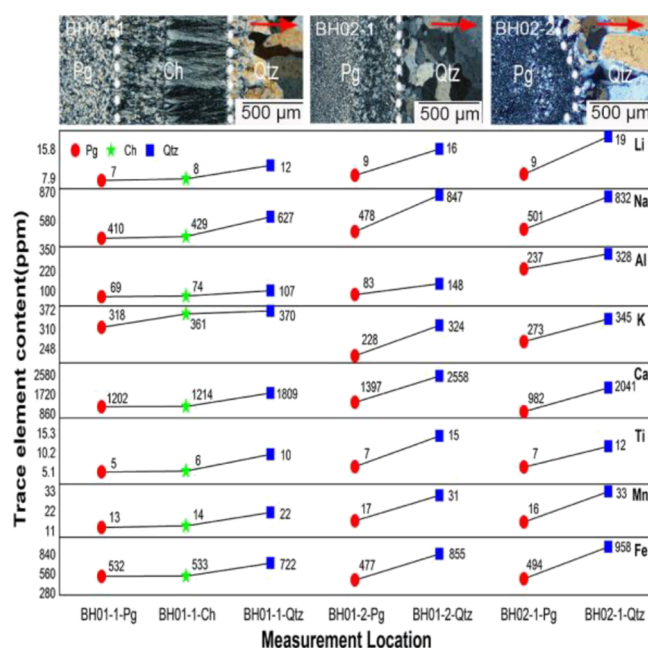 BH01-1 BH02-1 BH02-2
Pg Ch Qtz Pg Qtz Pg Qtz
500 μm 500 μm 500 μm
Trace element content(ppm)
Pg Ch Qtz
Li
15.8
7.9
7 8 12 9 16 9 19
Na
870
580
410 429 627 478 847 501 832
Al
350
220
100
69 74 107 83 148 237 328
K
372
310
248
318 361 370 228 324 273 345
Ca
2580
1720
860
1202 1214 1809 1397 2558 982 2041
Ti
15.3
10.2
5.1
5 6 10 7 15 7 12
Mn
33
22
11
13 14 22 17 31 16 33
Fe
840
560
280
532 533 722 477 855 494 958
BH01-1-Pg BH01-1-Ch BH01-1-Qtz BH01-2-Pg BH01-2-Qtz BH02-1-Pg BH02-1-Qtz
Measurement Location